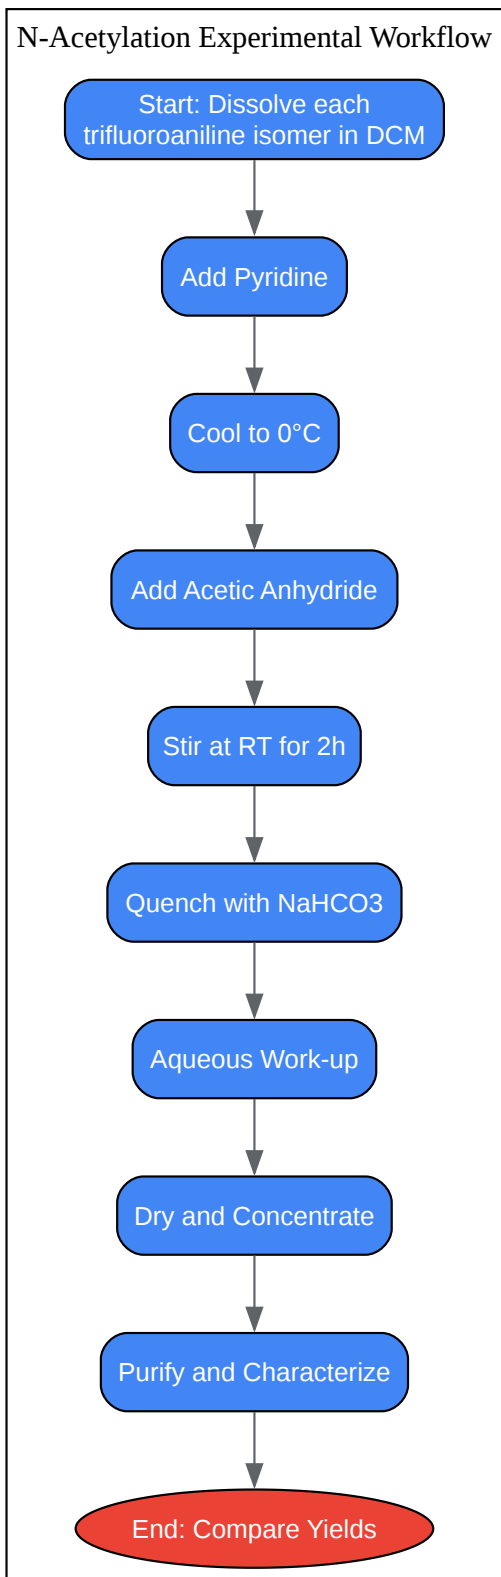 N-Acetylation Experimental Workflow
Start: Dissolve each
trifluoroaniline isomer in DCM
Add Pyridine
Cool to 0°C
Add Acetic Anhydride
Stir at RT for 2h
Quench with NaHCO3
Aqueous Work-up
Dry and Concentrate
Purify and Characterize
End: Compare Yields